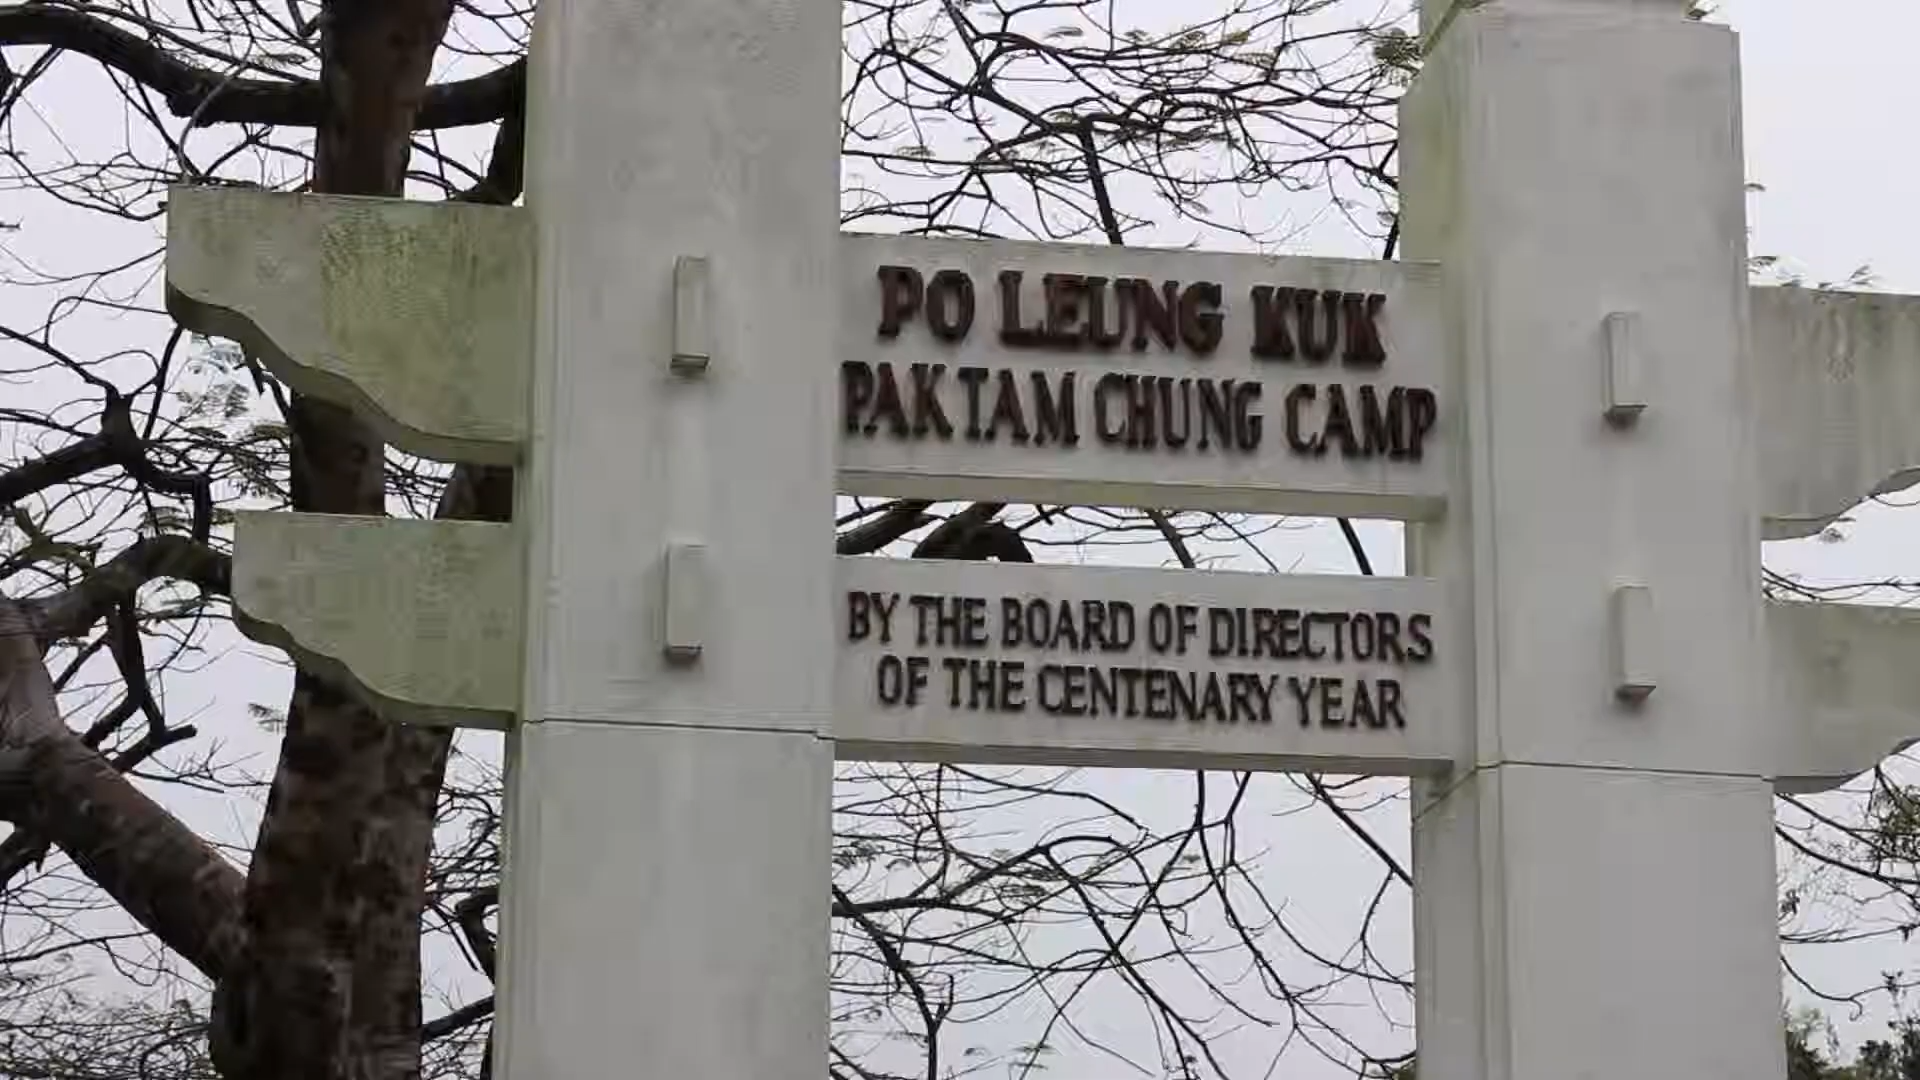 PO LEUNG KUK
PAK TAM CHUNG CAMP
BY THE BOARD OF DIRECTORS
OF THE CENTENARY YEAR